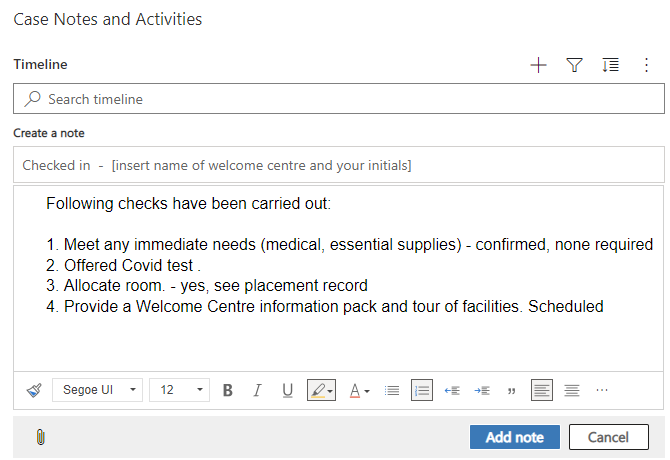 Case Notes and Activities
Timeline
Search timeline
Create a note
Checked in - [insert name of welcome centre and your initials]
Following checks have been carried out:
1. Meet any immediate needs (medical, essential supplies) - confirmed, none required
2. Offered Covid test .
3. Allocate room. - yes, see placement record
4. Provide a Welcome Centre information pack and tour of facilities. Scheduled
Segoe UI 12 B I U A
Add note Cancel